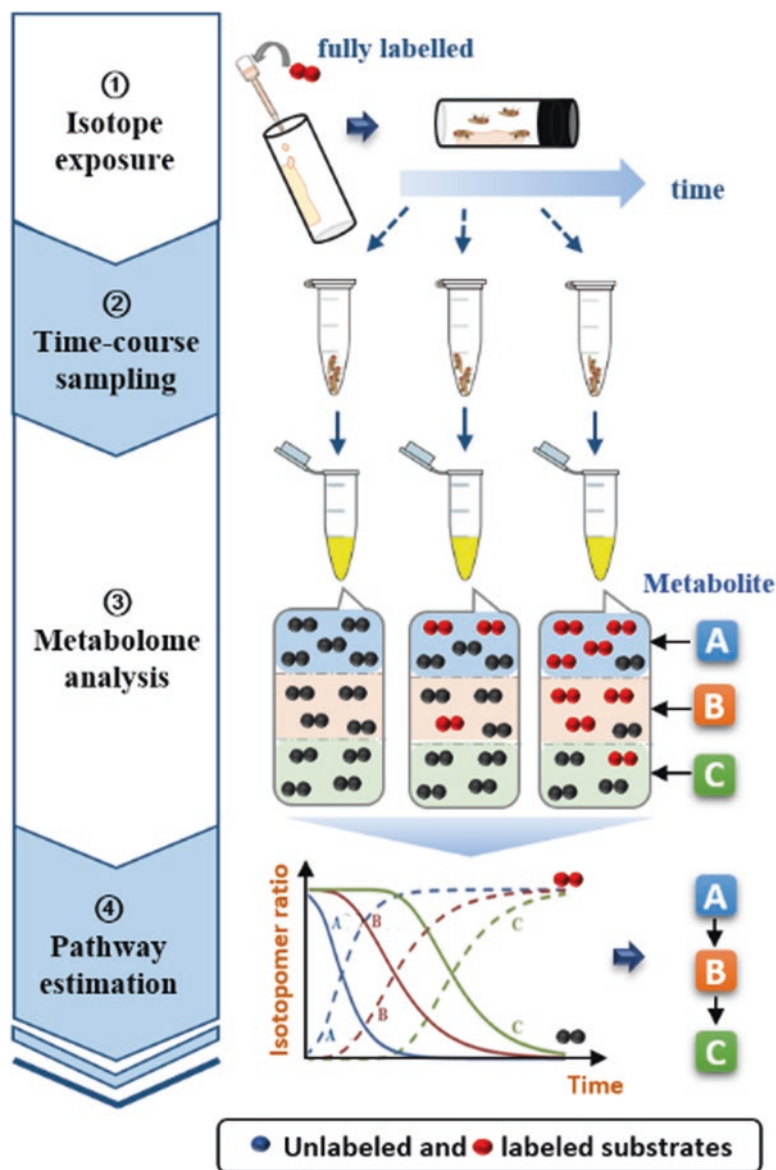 ①
Isotope
exposure
fully labelled
time
②
Time-course
sampling
③
Metabolome
analysis
Metabolite
A
B
C
④
Pathway
estimation
Isotopomer ratio
A
B
C
A
B
C
Time
A
B
C
Unlabeled and labeled substrates